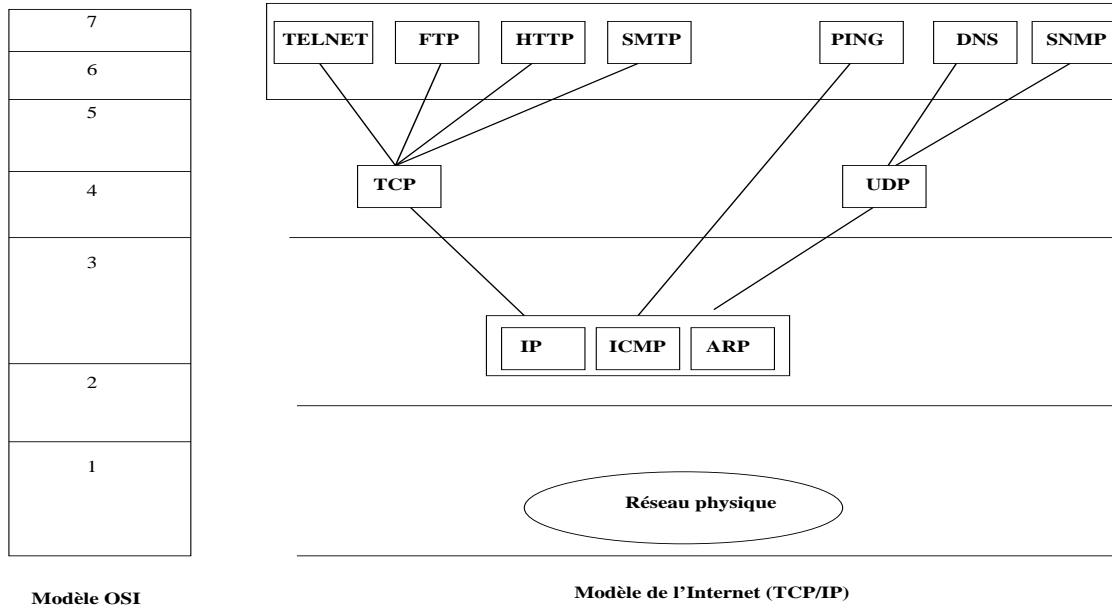 7
6
5
4
3
2
1
TELNET
FTP
HTTP
SMTP
PING
DNS
SNMP
TCP
UDP
IP
ICMP
ARP
Réseau physique
Modèle OSI
Modèle de l'Internet (TCP/IP)